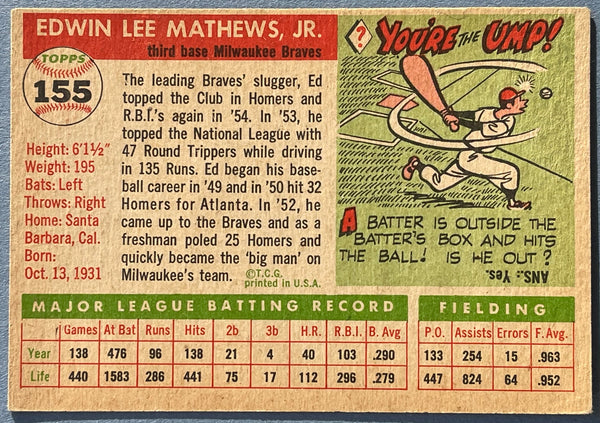 EDWIN LEE MATHEWS, JR.
third base Milwaukee Braves
TOPPS
155
Height: 6'1½"
Weight: 195
Bats: Left
Throws: Right
Home: Santa
Barbara, Cal.
Born:
Oct. 13, 1931
The leading Braves' slugger, Ed
topped the Club in Homers and
R.B.I.'s again in '54. In '53, he
topped the National League with
47 Round Trippers while driving
in 135 Runs. Ed began his base-
ball career in '49 and in '50 hit 32
Homers for Atlanta. In '52, he
came up to the Braves and as a
freshman poled 25 Homers and
quickly became the 'big man' on
Milwaukee's team.
©T.C.G.
printed in U.S.A.
?
YOU'RE THE UMP!
A BATTER IS OUTSIDE THE
BATTER'S BOX AND HITS
THE BALL! IS HE OUT?
ANS.. Yes.
MAJOR LEAGUE BATTING RECORD
Games At Bat Runs Hits 2b 3b H.R. R.B.I. B. Avg
Year 138 476 96 138 21 4 40 103 .290
Life 440 1583 286 441 75 17 112 296 .279
FIELDING
P.O. Assists Errors F. Avg
133 254 15 .963
447 824 64 .952